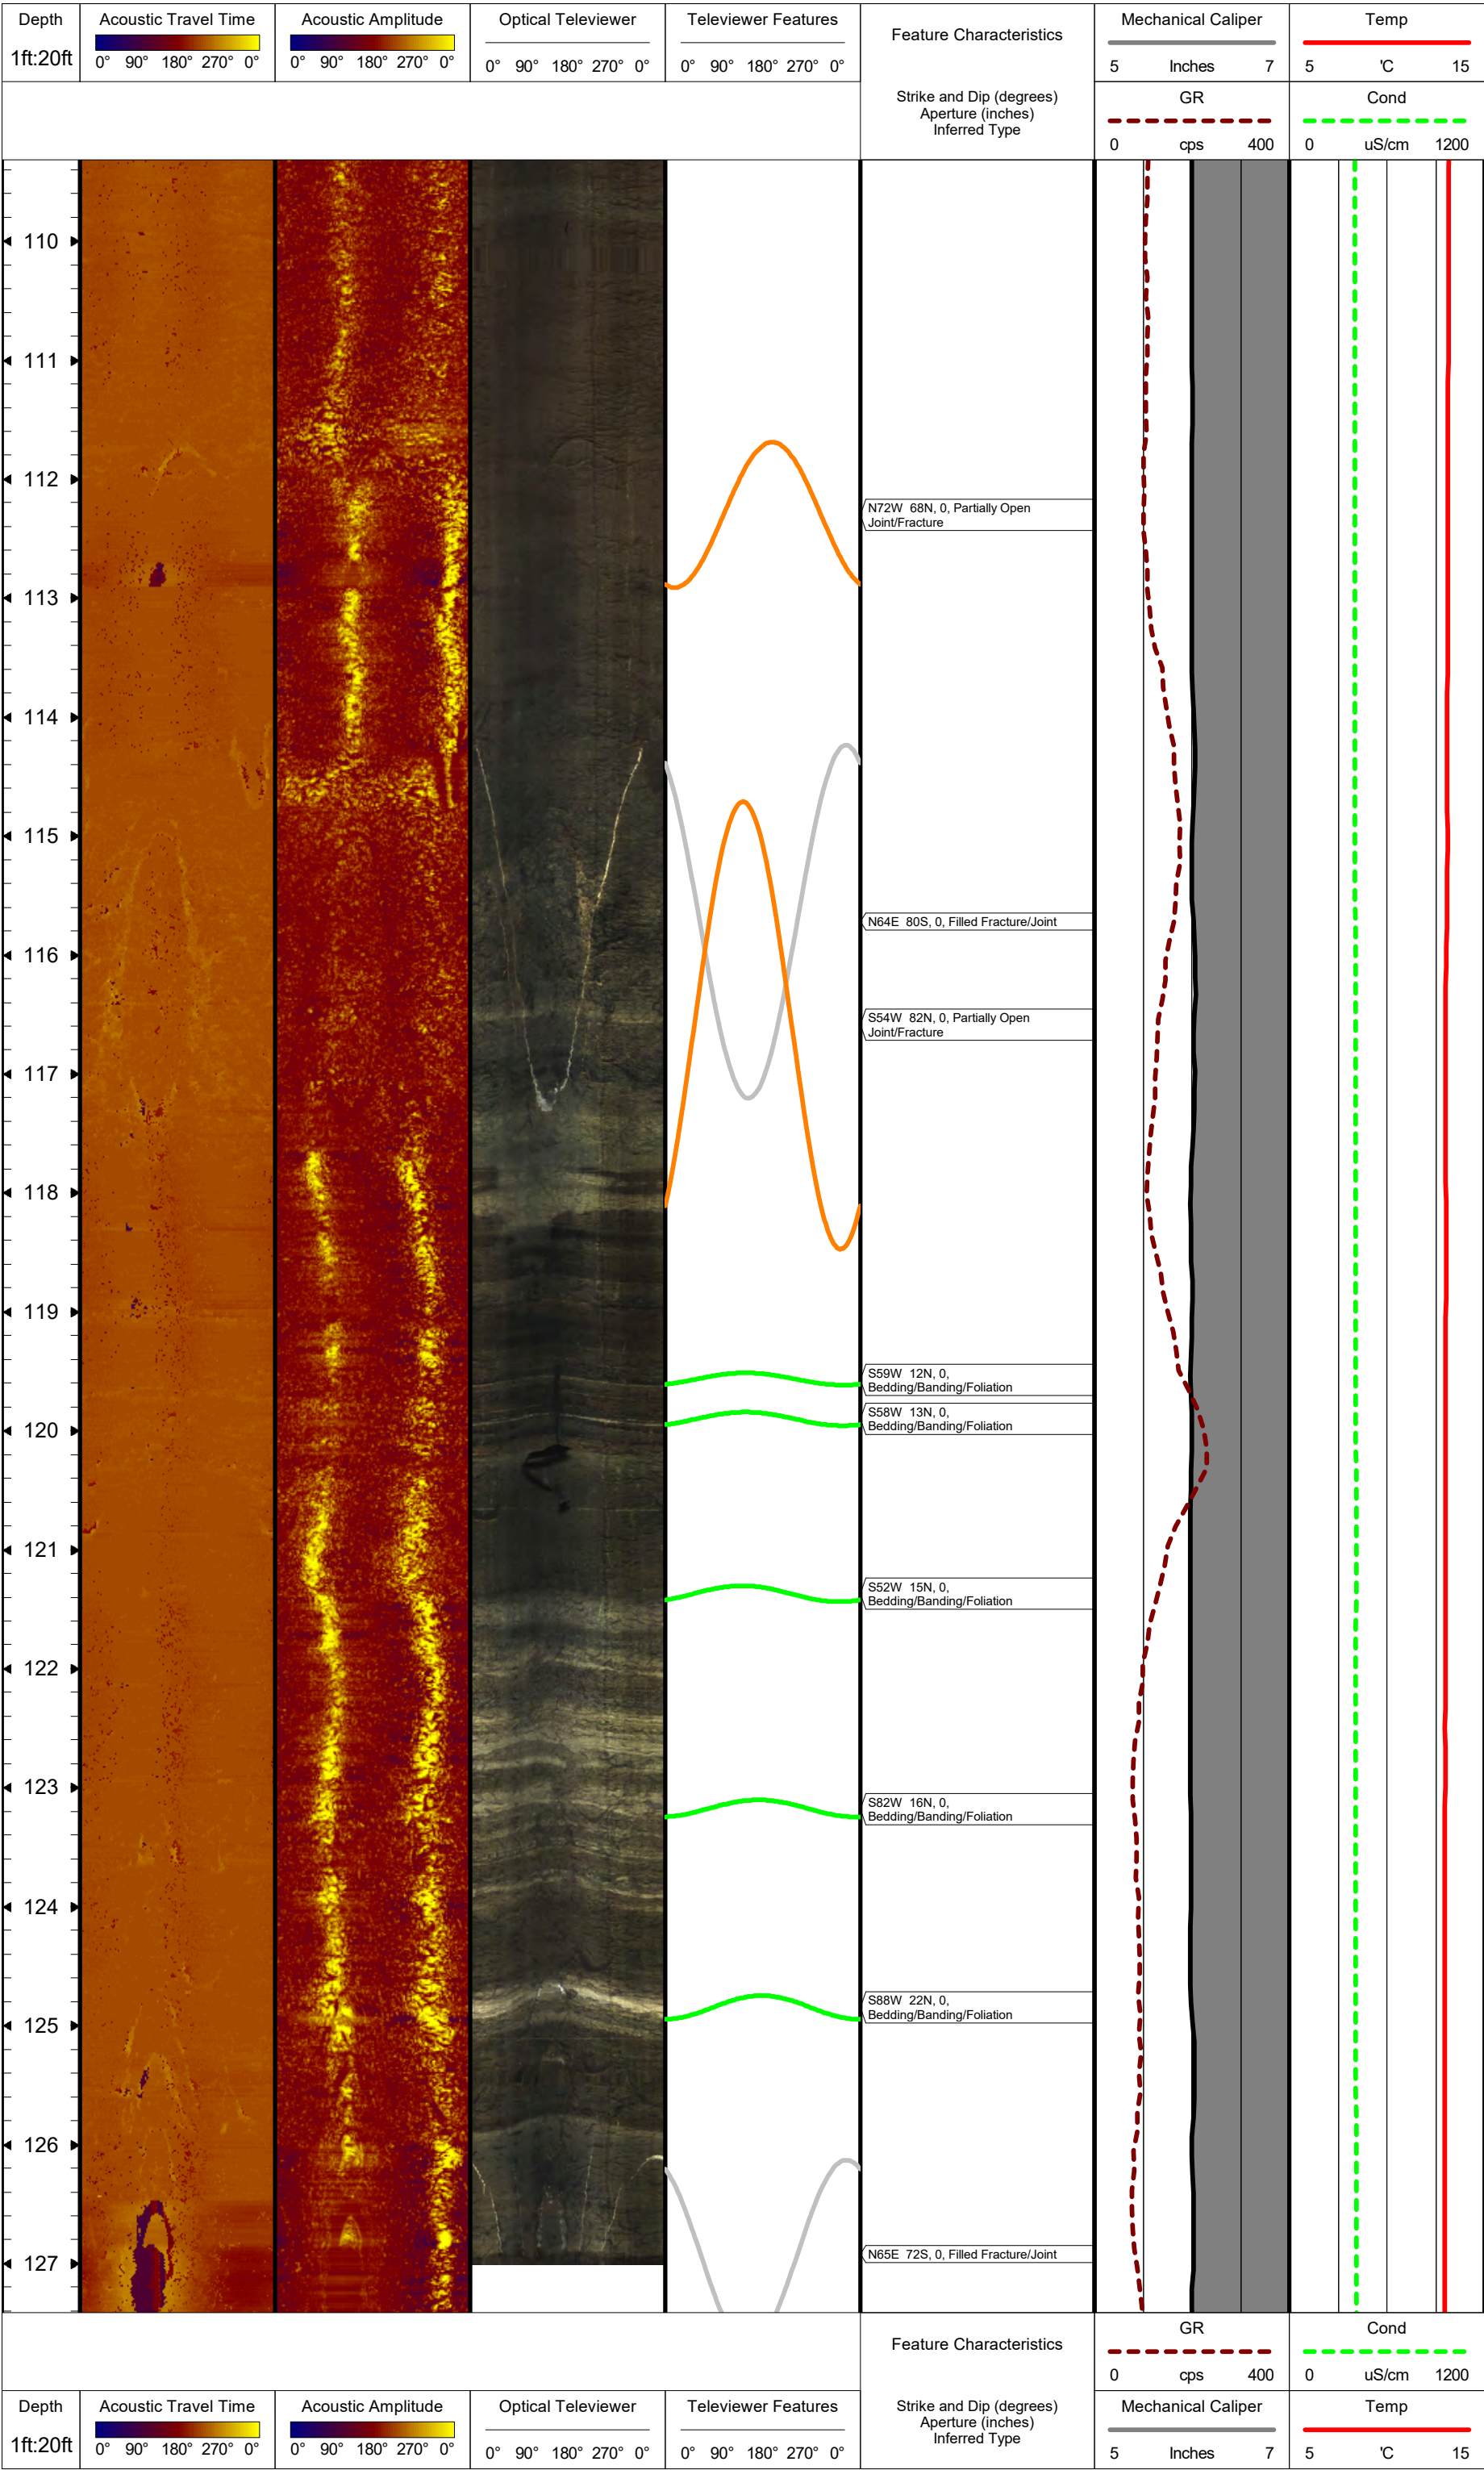 Depth
1ft:20ft
Acoustic Travel Time
0° 90° 180° 270° 0°
Acoustic Amplitude
0° 90° 180° 270° 0°
Optical Televiewer
0° 90° 180° 270° 0°
Televiewer Features
0° 90° 180° 270° 0°
Feature Characteristics
Strike and Dip (degrees)
Aperture (inches)
Inferred Type
Mechanical Caliper
5 Inches 7
GR
0 cps 400
Temp
5 'C 15
Cond
0 uS/cm 1200
110
111
112
N72W 68N, 0, Partially Open
Joint/Fracture
113
114
115
N64E 80S, 0, Filled Fracture/Joint
116
S54W 82N, 0, Partially Open
Joint/Fracture
117
118
119
S59W 12N, 0,
Bedding/Banding/Foliation
S58W 13N, 0,
Bedding/Banding/Foliation
120
121
S52W 15N, 0,
Bedding/Banding/Foliation
122
123
S82W 16N, 0,
Bedding/Banding/Foliation
124
S88W 22N, 0,
Bedding/Banding/Foliation
125
126
N65E 72S, 0, Filled Fracture/Joint
127
Feature Characteristics
GR
0 cps 400
Cond
0 uS/cm 1200
Depth
1ft:20ft
Acoustic Travel Time
0° 90° 180° 270° 0°
Acoustic Amplitude
0° 90° 180° 270° 0°
Optical Televiewer
0° 90° 180° 270° 0°
Televiewer Features
0° 90° 180° 270° 0°
Strike and Dip (degrees)
Aperture (inches)
Inferred Type
Mechanical Caliper
5 Inches 7
Temp
5 'C 15